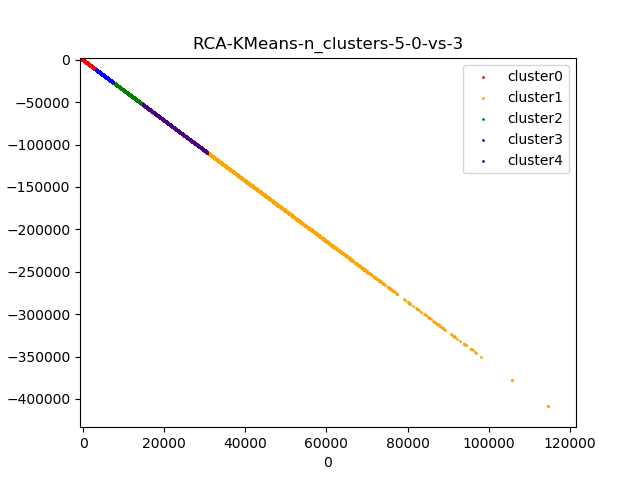 RCA-KMeans-n_clusters-5-0-vs-3
0
−50000
−100000
−150000
−200000
−250000
−300000
−350000
−400000
cluster0
cluster1
cluster2
cluster3
cluster4
0 20000 40000 60000 80000 100000 120000
0